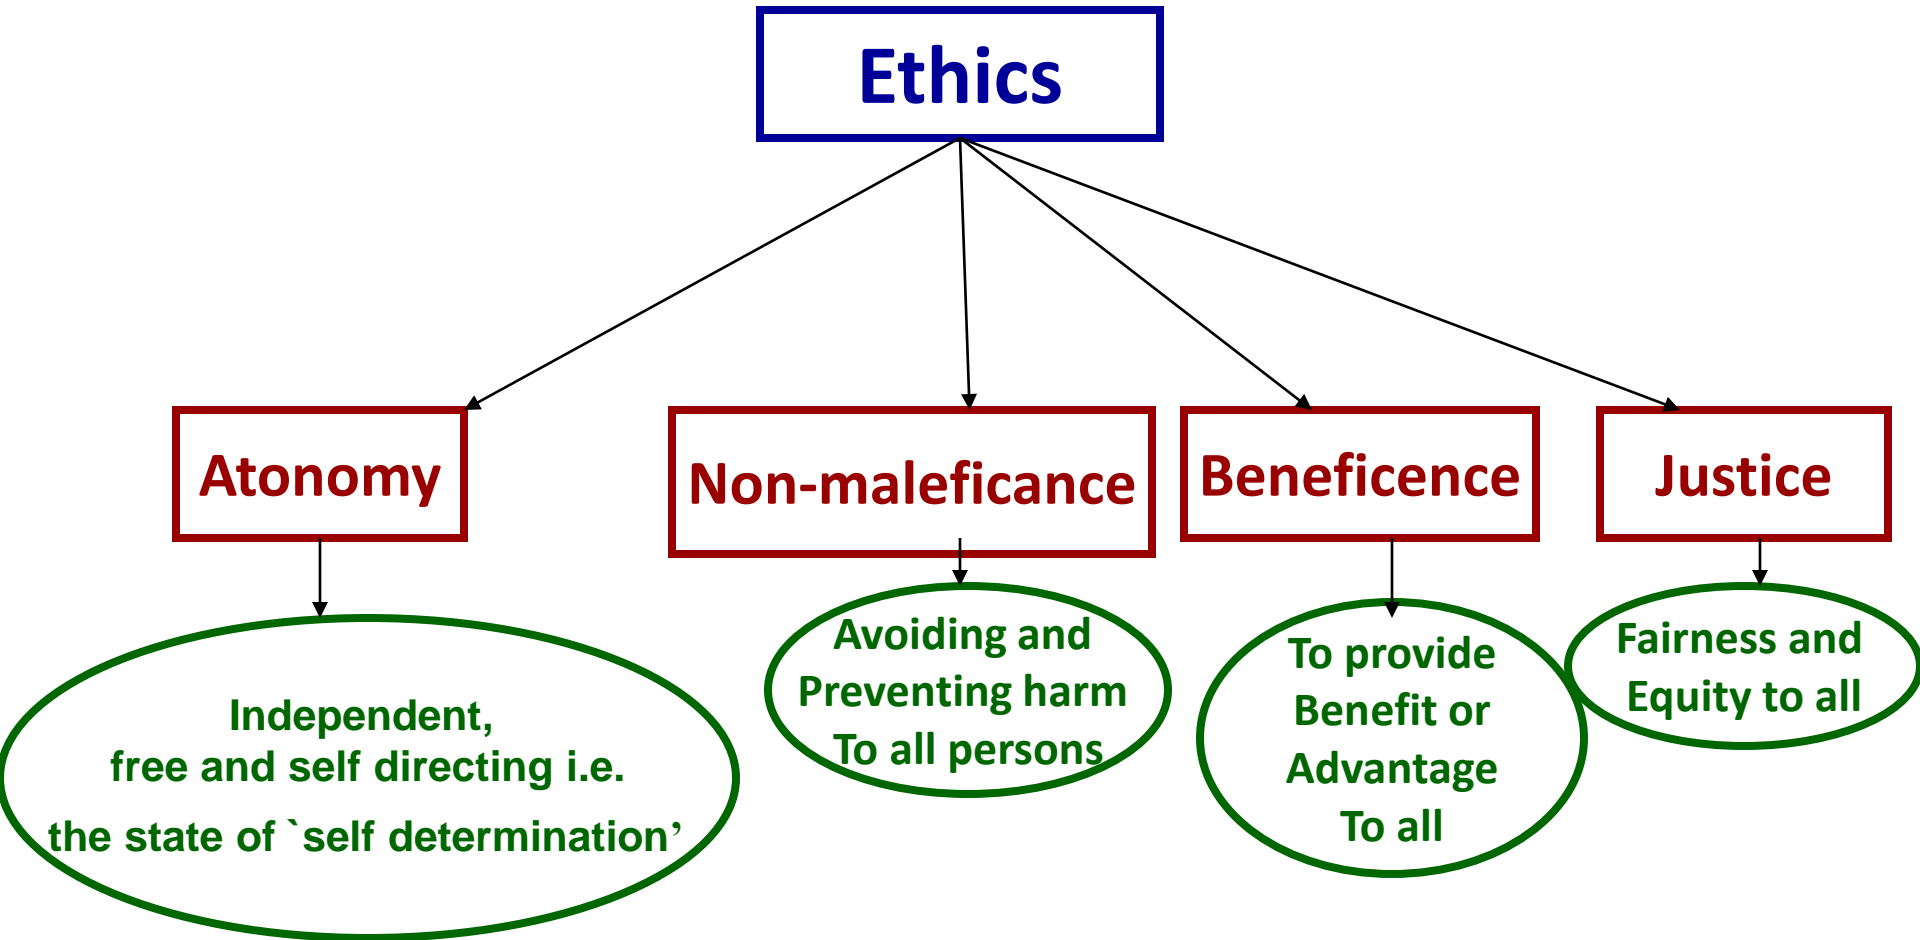 Ethics
Atonomy
Non-maleficance
Beneficence
Justice
Independent,
free and self directing i.e.
the state of `self determination’
Avoiding and
Preventing harm
To all persons
To provide
Benefit or
Advantage
To all
Fairness and
Equity to all